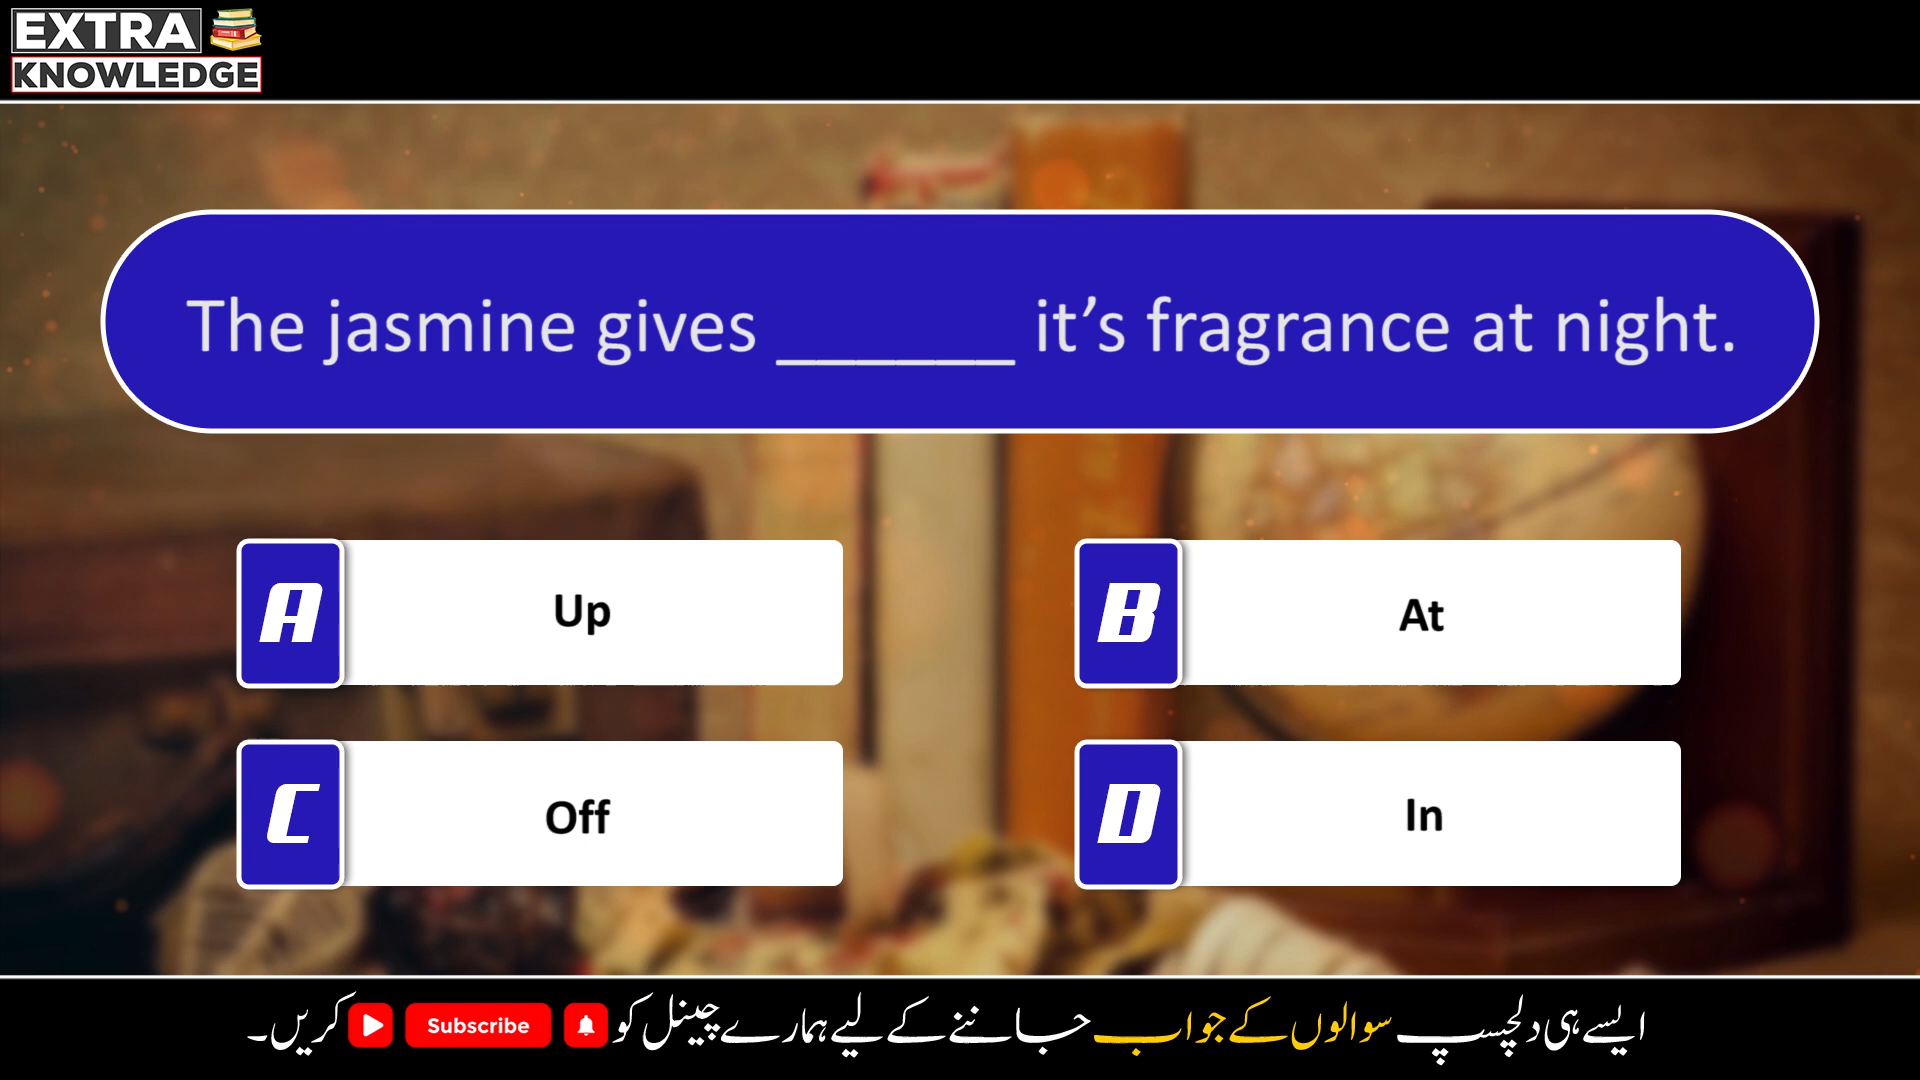 EXTRA
KNOWLEDGE
The jasmine gives ______ it’s fragrance at night.
A Up
B At
C Off
D In
ایسے ہی دلچسپ سوالوں کے جواب جاننے کے لیے ہمارے چینل کو Subscribe کریں۔